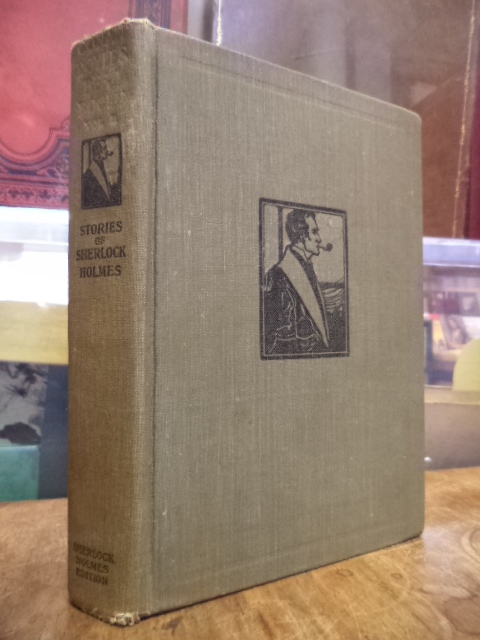 STORIES
OF
SHERLOCK
HOLMES
SHERLOCK
HOLMES
EDITION